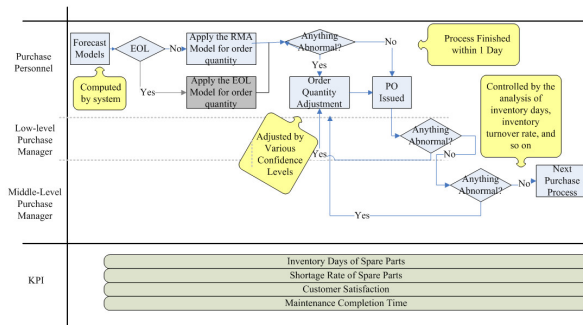 Purchase
Personnel
Forecast
Models
EOL
No
Apply the RMA
Model for order
quantity
Anything
Abnormal?
No
Process Finished
within 1 Day
Computed
by system
Yes
Apply the EOL
Model for order
quantity
Yes
Order
Quantity
Adjustment
PO
Issued
Controlled by the
analysis of
inventory days,
inventory
turnover rate, and
so on
Low-level
Purchase
Manager
Adjusted by
Various
Confidence
Levels
Yes
Anything
Abnormal?
No
Middle-Level
Purchase
Manager
Anything
Abnormal?
No
Next
Purchase
Process
Yes
KPI
Inventory Days of Spare Parts
Shortage Rate of Spare Parts
Customer Satisfaction
Maintenance Completion Time